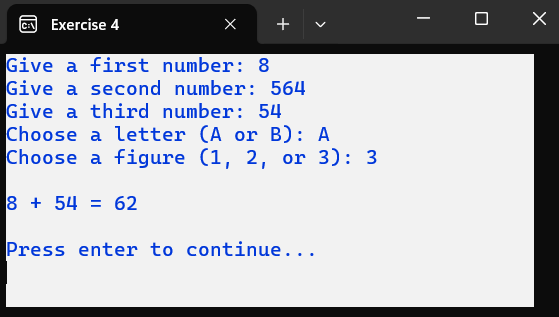 Exercise 4
Give a first number: 8
Give a second number: 564
Give a third number: 54
Choose a letter (A or B): A
Choose a figure (1, 2, or 3): 3
8 + 54 = 62
Press enter to continue...